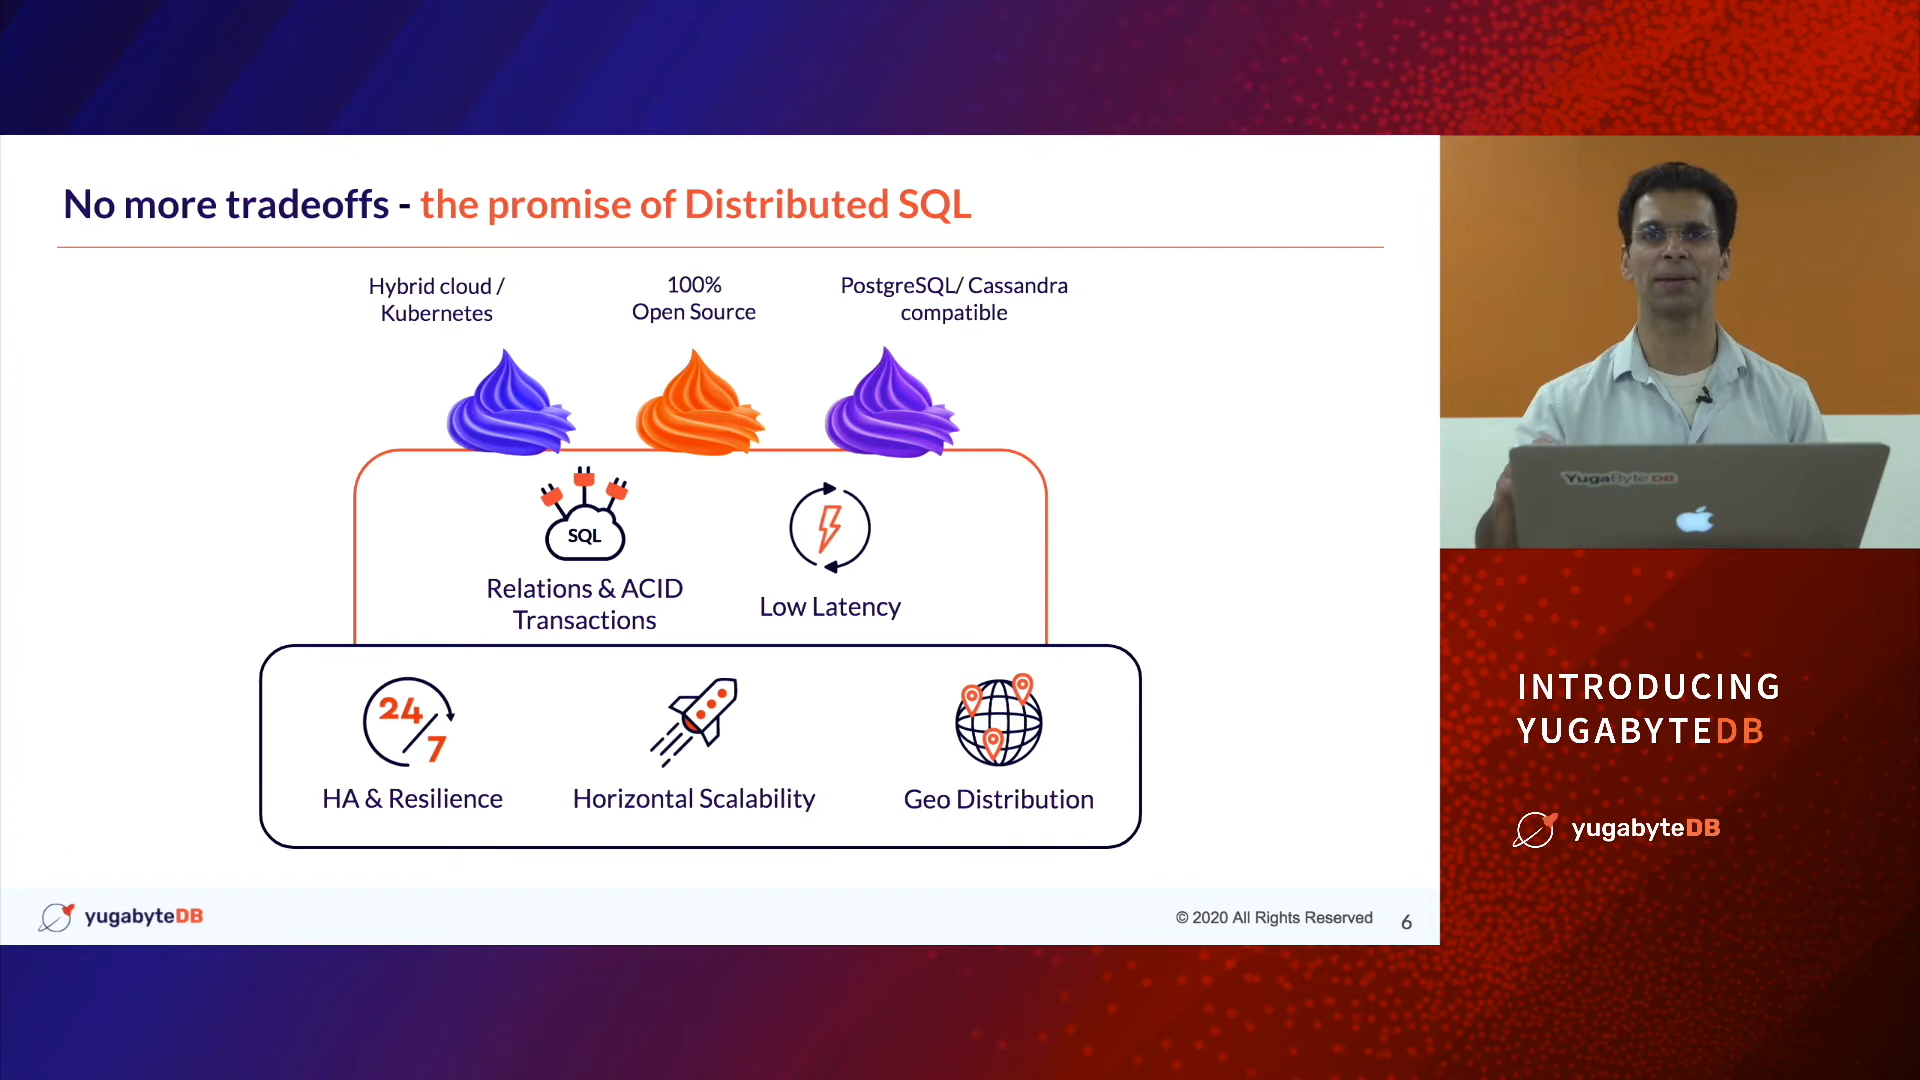 No more tradeoffs - the promise of Distributed SQL
Hybrid cloud /
Kubernetes
100%
Open Source
PostgreSQL/ Cassandra
compatible
SQL
Relations & ACID
Transactions
Low Latency
24/7
HA & Resilience
Horizontal Scalability
Geo Distribution
yugabyteDB
© 2020 All Rights Reserved
6
YugaByte DB
INTRODUCING
YUGABYTEDB
yugabyteDB